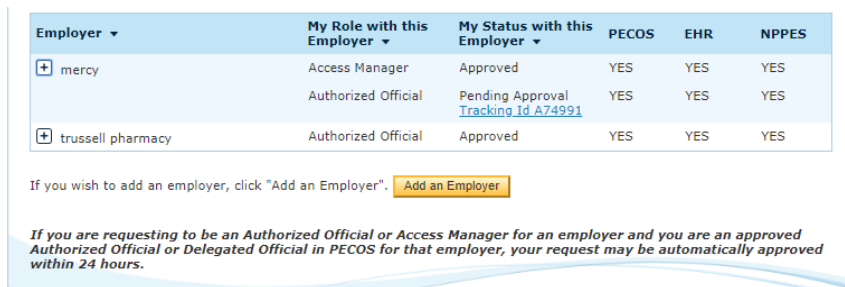 Employer My Role with this Employer My Status with this Employer PECOS EHR NPPES
mercy Access Manager Approved YES YES YES
Authorized Official Pending Approval YES YES YES
Tracking Id A74991
trussell pharmacy Authorized Official Approved YES YES YES
If you wish to add an employer, click "Add an Employer". Add an Employer
If you are requesting to be an Authorized Official or Access Manager for an employer and you are an approved
Authorized Official or Delegated Official in PECOS for that employer, your request may be automatically approved
within 24 hours.